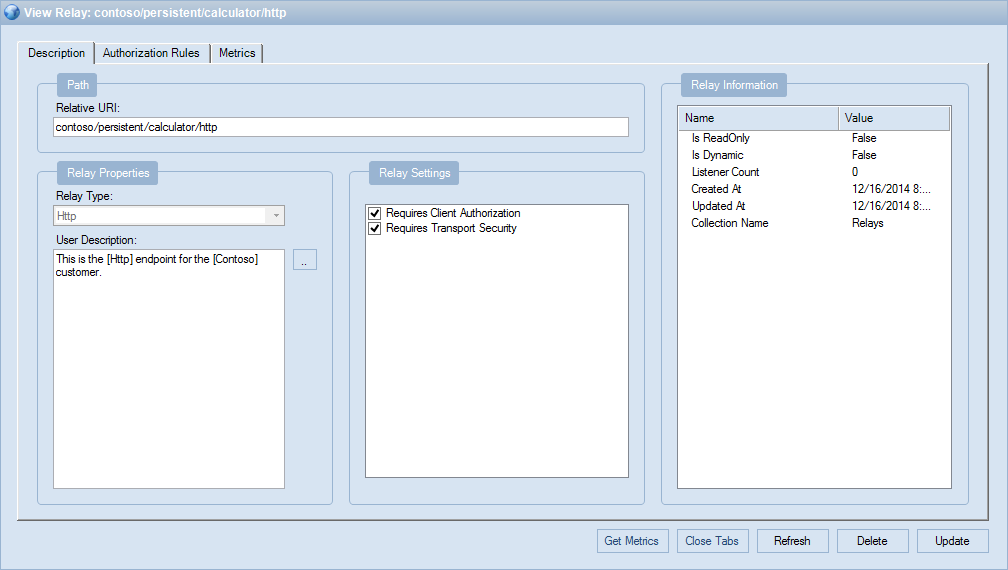 View Relay: contoso/persistent/calculator/http
Description
Authorization Rules
Metrics
Path
Relative URI:
contoso/persistent/calculator/http
Relay Properties
Relay Type:
Http
User Description:
This is the [Http] endpoint for the [Contoso]
customer.
..
Relay Settings
Requires Client Authorization
Requires Transport Security
Relay Information
Name Value
Is ReadOnly False
Is Dynamic False
Listener Count 0
Created At 12/16/2014 8:...
Updated At 12/16/2014 8:...
Collection Name Relays
Get Metrics
Close Tabs
Refresh
Delete
Update